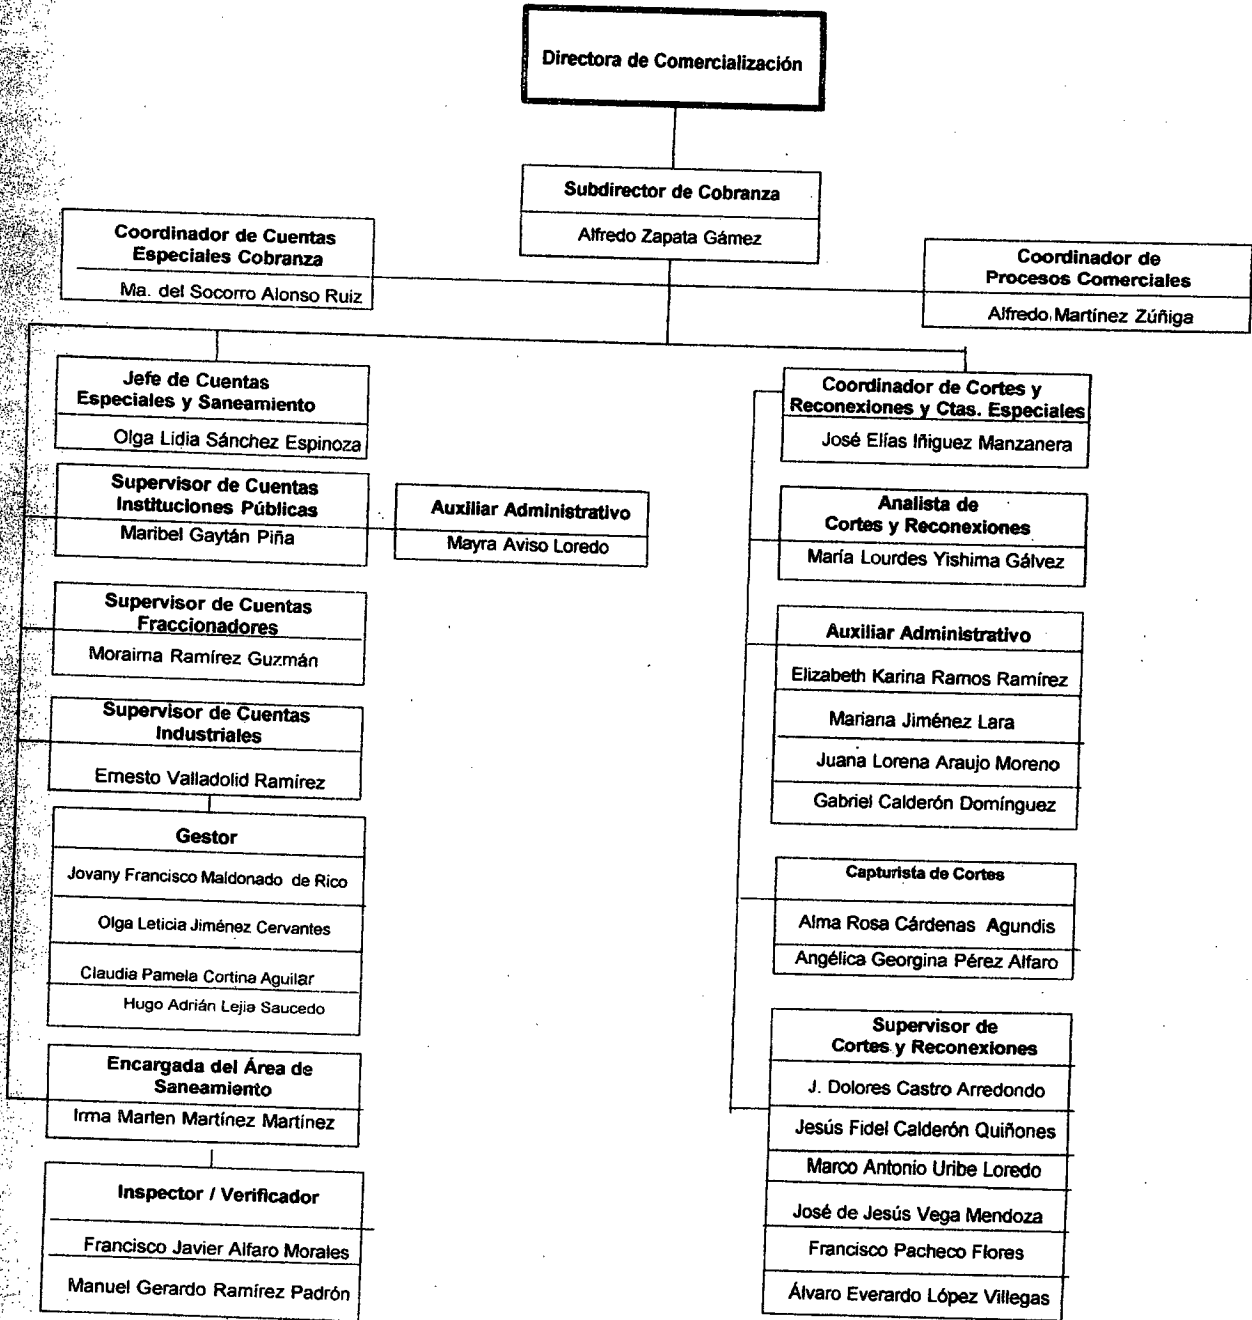 Directora de Comercialización
Subdirector de Cobranza
Alfredo Zapata Gámez
Coordinador de Cuentas
Especiales Cobranza
Ma. del Socorro Alonso Ruiz
Coordinador de
Procesos Comerciales
Alfredo Martínez Zúñiga
Jefe de Cuentas
Especiales y Saneamiento
Olga Lidia Sánchez Espinoza
Supervisor de Cuentas
Instituciones Públicas
Maribel Gaytán Piña
Auxiliar Administrativo
Mayra Aviso Loredo
Supervisor de Cuentas
Fraccionadores
Moraima Ramírez Guzmán
Supervisor de Cuentas
Industriales
Ernesto Valladolid Ramírez
Gestor
Jovany Francisco Maldonado de Rico
Olga Leticia Jiménez Cervantes
Claudia Pamela Cortina Aguilar
Hugo Adrián Lejia Saucedo
Encargada del Área de
Saneamiento
Irma Marlen Martínez Martínez
Inspector / Verificador
Francisco Javier Alfaro Morales
Manuel Gerardo Ramírez Padrón
Coordinador de Cortes y
Reconexiones y Ctas. Especiales
José Elías Iñiguez Manzanera
Analista de
Cortes y Reconexiones
María Lourdes Yishima Gálvez
Auxiliar Administrativo
Elizabeth Karina Ramos Ramírez
Mariana Jiménez Lara
Juana Lorena Araujo Moreno
Gabriel Calderón Domínguez
Capturista de Cortes
Alma Rosa Cárdenas Agundis
Angélica Georgina Pérez Alfaro
Supervisor de
Cortes y Reconexiones
J. Dolores Castro Arredondo
Jesús Fidel Calderón Quiñones
Marco Antonio Uribe Loredo
José de Jesús Vega Mendoza
Francisco Pacheco Flores
Álvaro Everardo López Villegas